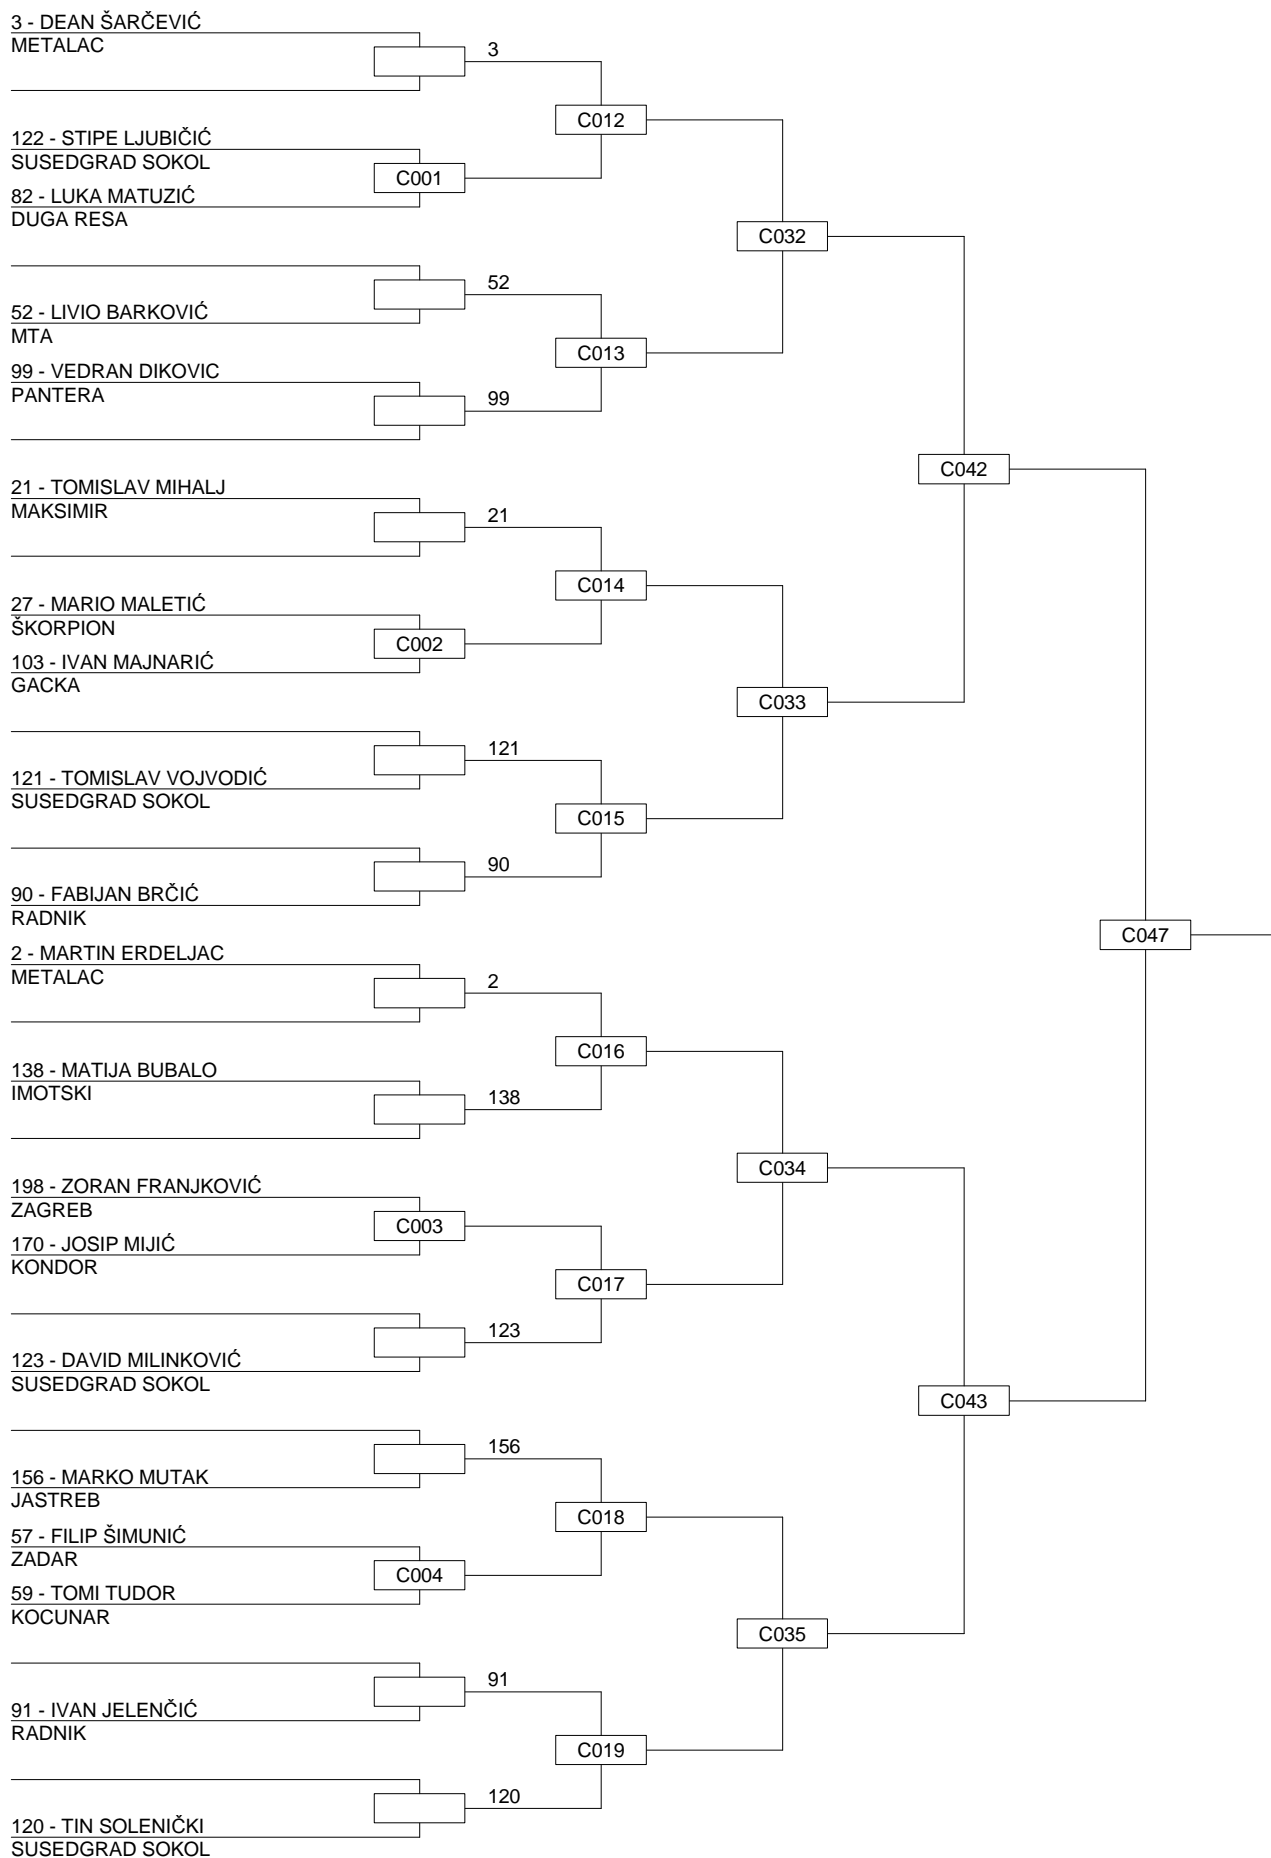 3 - DEAN ŠARČEVIĆ
METALAC
3
C012
122 - STIPE LJUBIČIĆ
SUSEDGRAD SOKOL
C001
82 - LUKA MATUZIĆ
DUGA RESA
C032
52
52 - LIVIO BARKOVIĆ
MTA
C013
99 - VEDRAN DIKOVIC
PANTERA
99
C042
21 - TOMISLAV MIHALJ
MAKSIMIR
21
C014
27 - MARIO MALETIĆ
ŠKORPION
C002
103 - IVAN MAJNARIĆ
GACKA
C033
121
121 - TOMISLAV VOJVODIĆ
SUSEDGRAD SOKOL
C015
90
90 - FABIJAN BRČIĆ
RADNIK
C047
2 - MARTIN ERDELJAC
METALAC
2
C016
138 - MATIJA BUBALO
IMOTSKI
138
C034
198 - ZORAN FRANJKOVIĆ
ZAGREB
C003
170 - JOSIP MIJIĆ
KONDOR
C017
123
123 - DAVID MILINKOVIĆ
SUSEDGRAD SOKOL
C043
156
156 - MARKO MUTAK
JASTREB
C018
57 - FILIP ŠIMUNIĆ
ZADAR
C004
59 - TOMI TUDOR
KOCUNAR
C035
91
91 - IVAN JELENČIĆ
RADNIK
C019
120
120 - TIN SOLENIČKI
SUSEDGRAD SOKOL